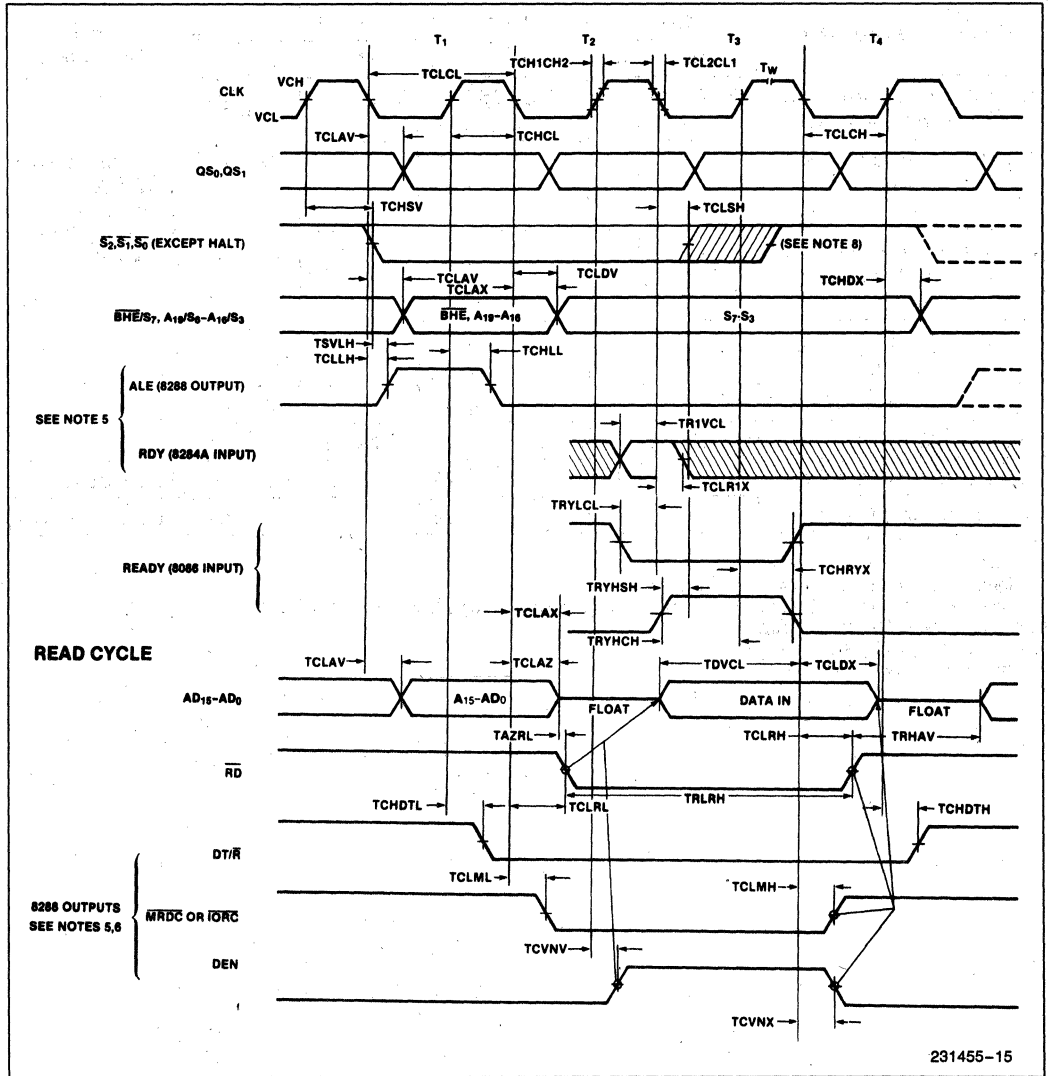 T₁ T₂ T₃ T₄
TCH1CH2 TCL2CL1
TCLCL T_W
VCH
CLK
VCL
TCLCH
TCLAV TCHCL
QS₀,QS₁
TCHSV TCLSH
S₂,S₁,S₀ (EXCEPT HALT) (SEE NOTE 8)
TCLAV TCLDV TCHDX
TCLAX
BHE/S₇, A₁₉/S₆-A₁₆/S₃ BHE, A₁₉-A₁₆ S₇-S₃
TSVLH TCHLL
TCLLH
ALE (8288 OUTPUT)
SEE NOTE 5
TR1VCL
RDY (8284A INPUT)
TCLR1X
TRYLCL
READY (8086 INPUT)
TCHRYX
TRYHSH
TCLAX
TRYHCH
READ CYCLE
TCLAV TCLAZ TDVCL TCLDX
AD₁₅-AD₀ A₁₅-AD₀ FLOAT DATA IN FLOAT
TAZRL TCLRH TRHAV
RD
TRLRH
TCHDTL TCLRL TCHDTH
DT/R
TCLML TCLMH
8288 OUTPUTS
SEE NOTES 5,6
MRDC OR IORC
TCVNV
DEN
TCVNX
231455-15